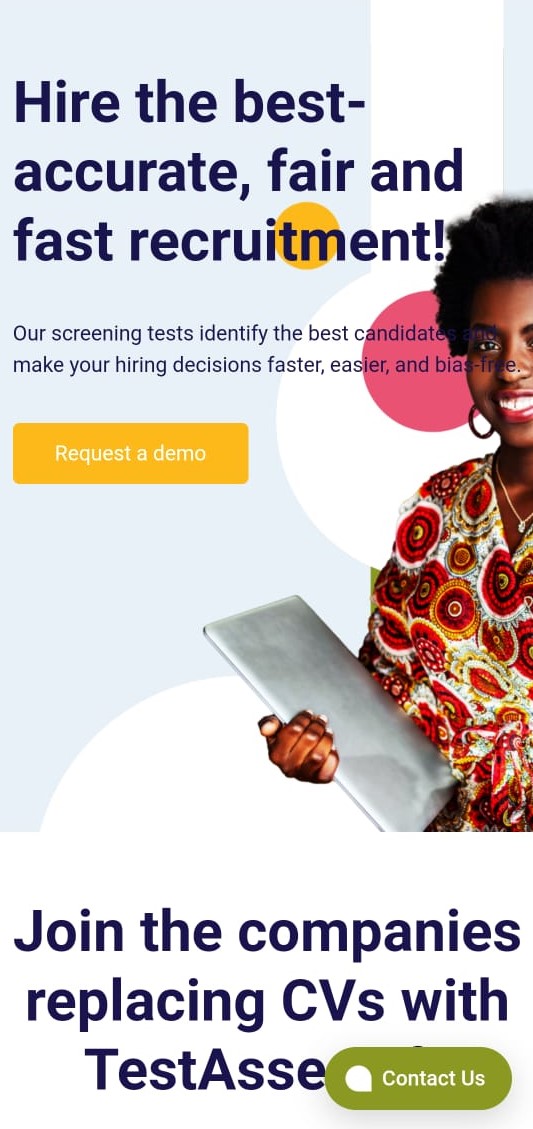 Hire the best-
accurate, fair and
fast recruitment!
Our screening tests identify the best candidates and
make your hiring decisions faster, easier, and bias-free.
Request a demo
Join the companies
replacing CVs with
Contact Us